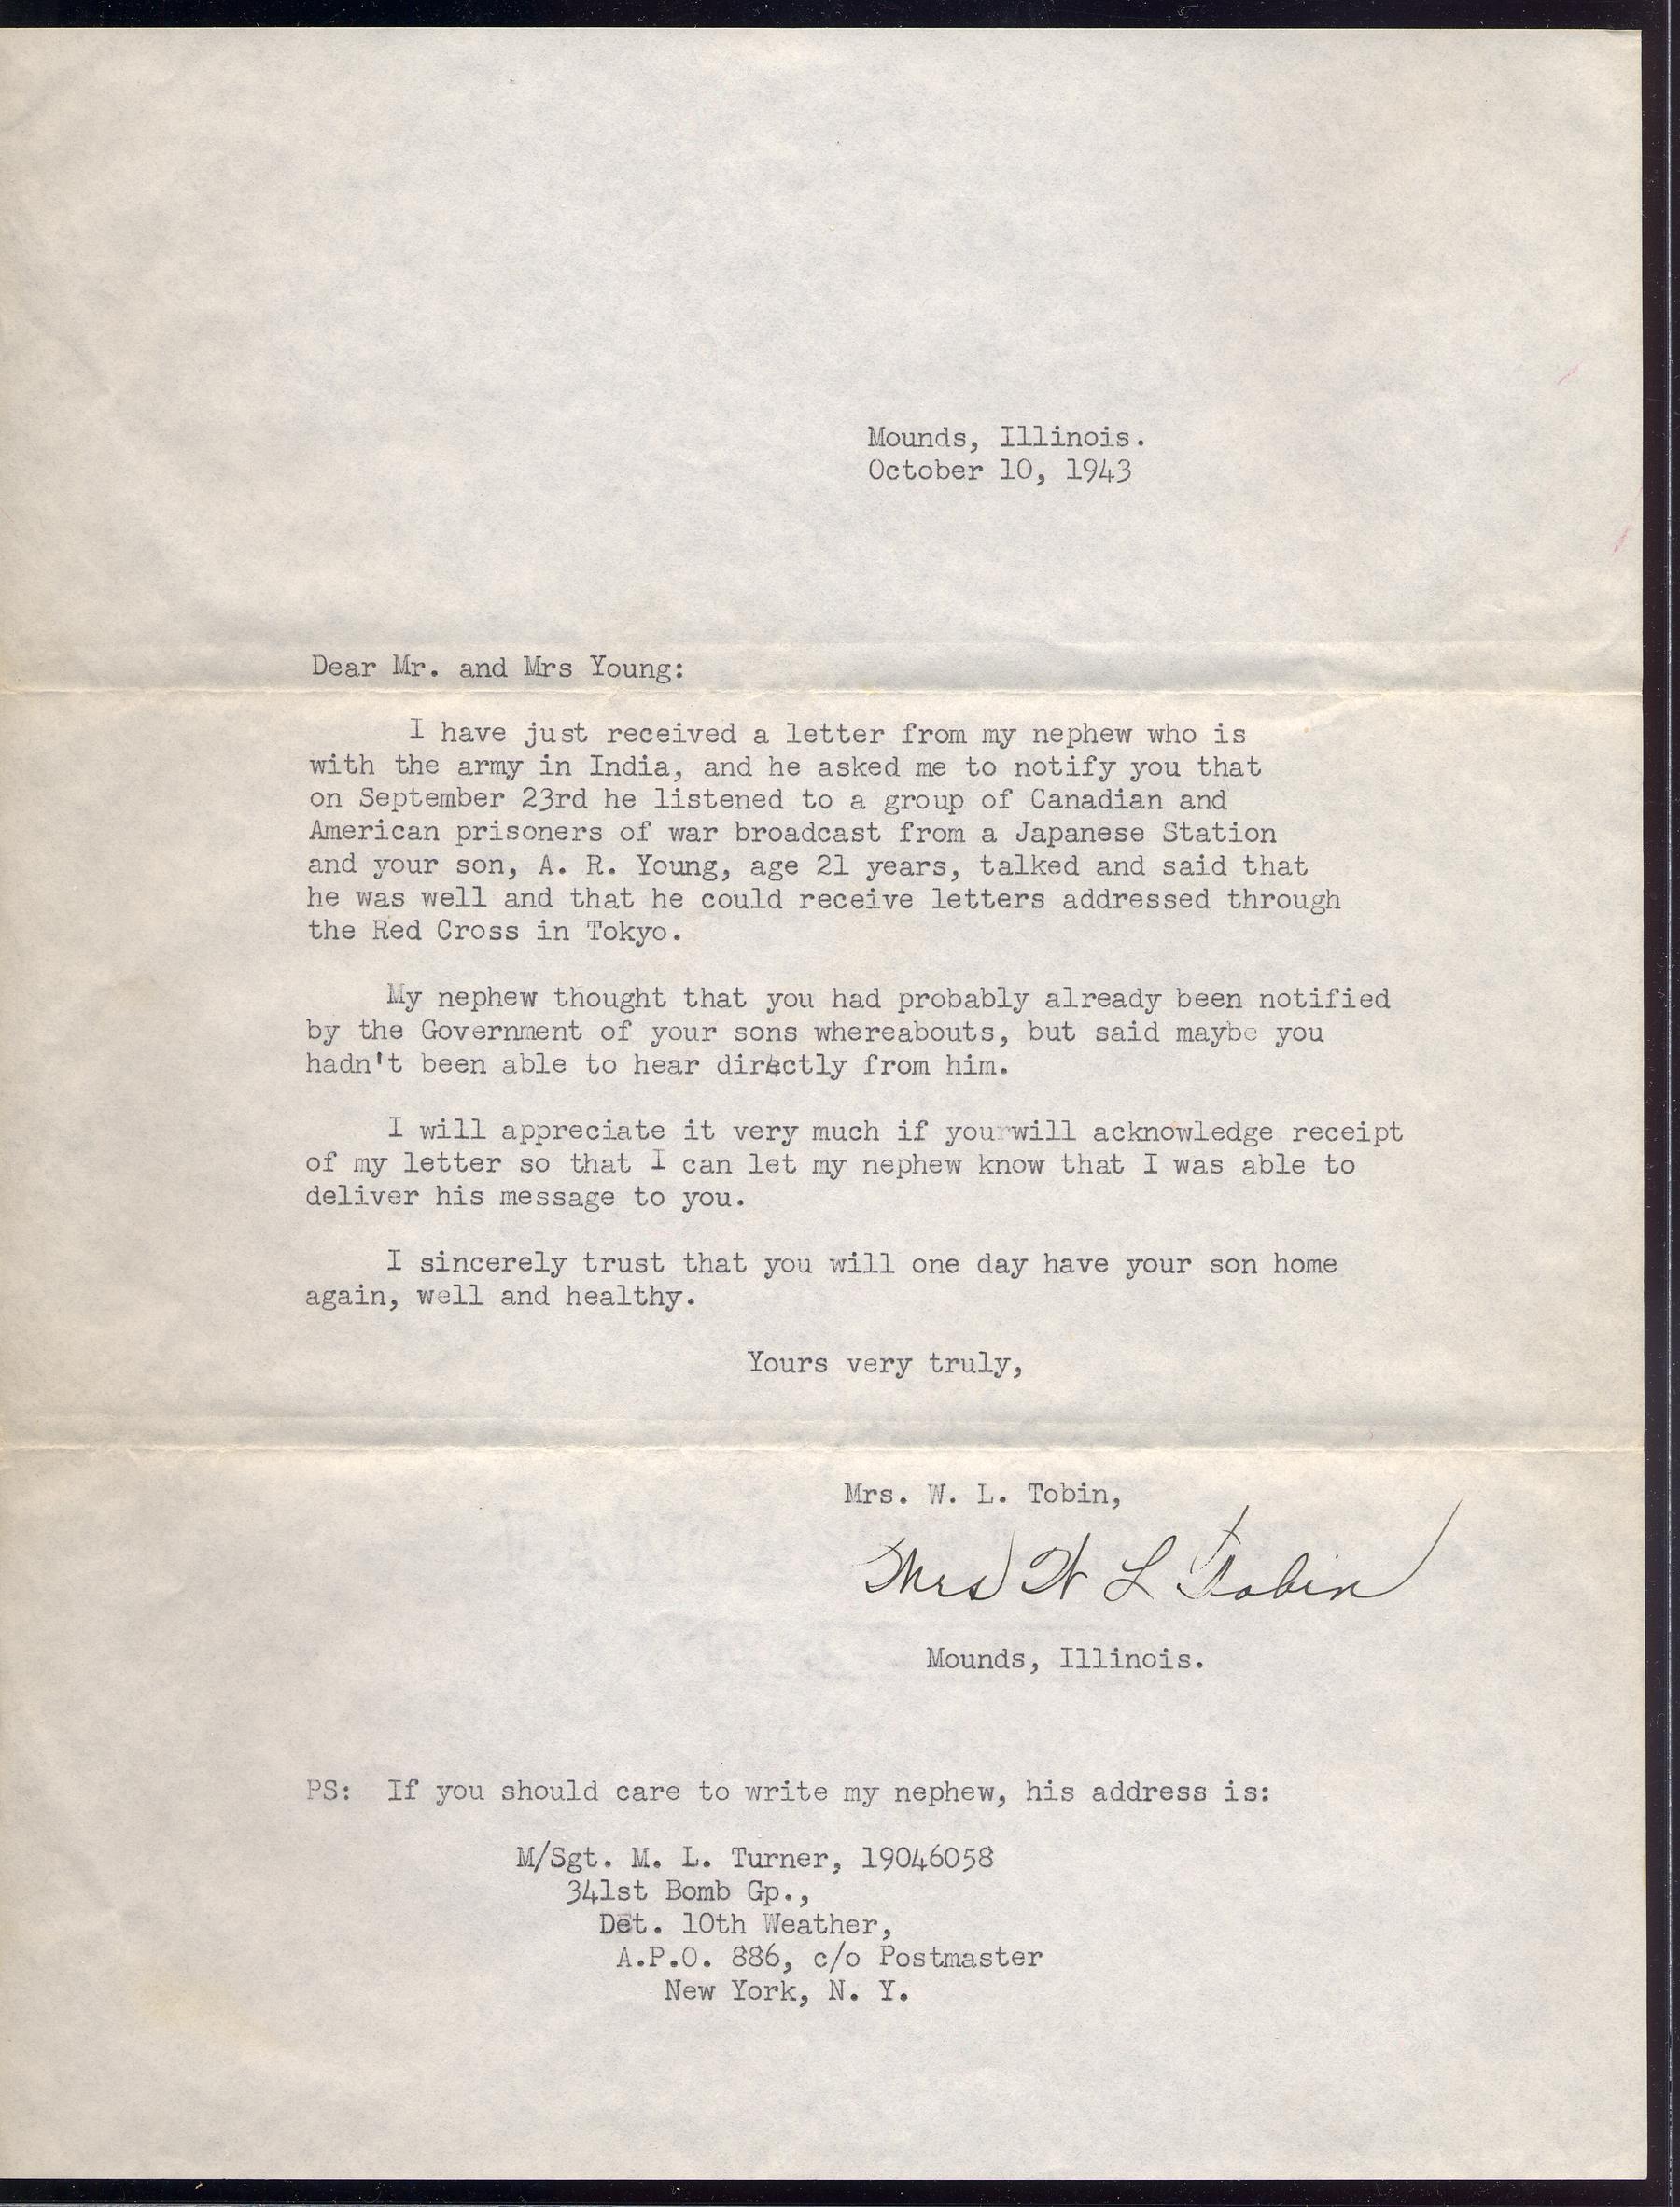 Mounds, Illinois.
October 10, 1943
Dear Mr. and Mrs Young:
I have just received a letter from my nephew who is
with the army in India, and he asked me to notify you that
on September 23rd he listened to a group of Canadian and
American prisoners of war broadcast from a Japanese Station
and your son, A. R. Young, age 21 years, talked and said that
he was well and that he could receive letters addressed through
the Red Cross in Tokyo.
My nephew thought that you had probably already been notified
by the Government of your sons whereabouts, but said maybe you
hadn't been able to hear directly from him.
I will appreciate it very much if you will acknowledge receipt
of my letter so that I can let my nephew know that I was able to
deliver his message to you.
I sincerely trust that you will one day have your son home
again, well and healthy.
Yours very truly,
Mrs. W. L. Tobin,
Mrs W L Tobin
Mounds, Illinois.
PS: If you should care to write my nephew, his address is:
M/Sgt. M. L. Turner, 19046058
341st Bomb Gp.,
Det. 10th Weather,
A.P.O. 886, c/o Postmaster
New York, N. Y.